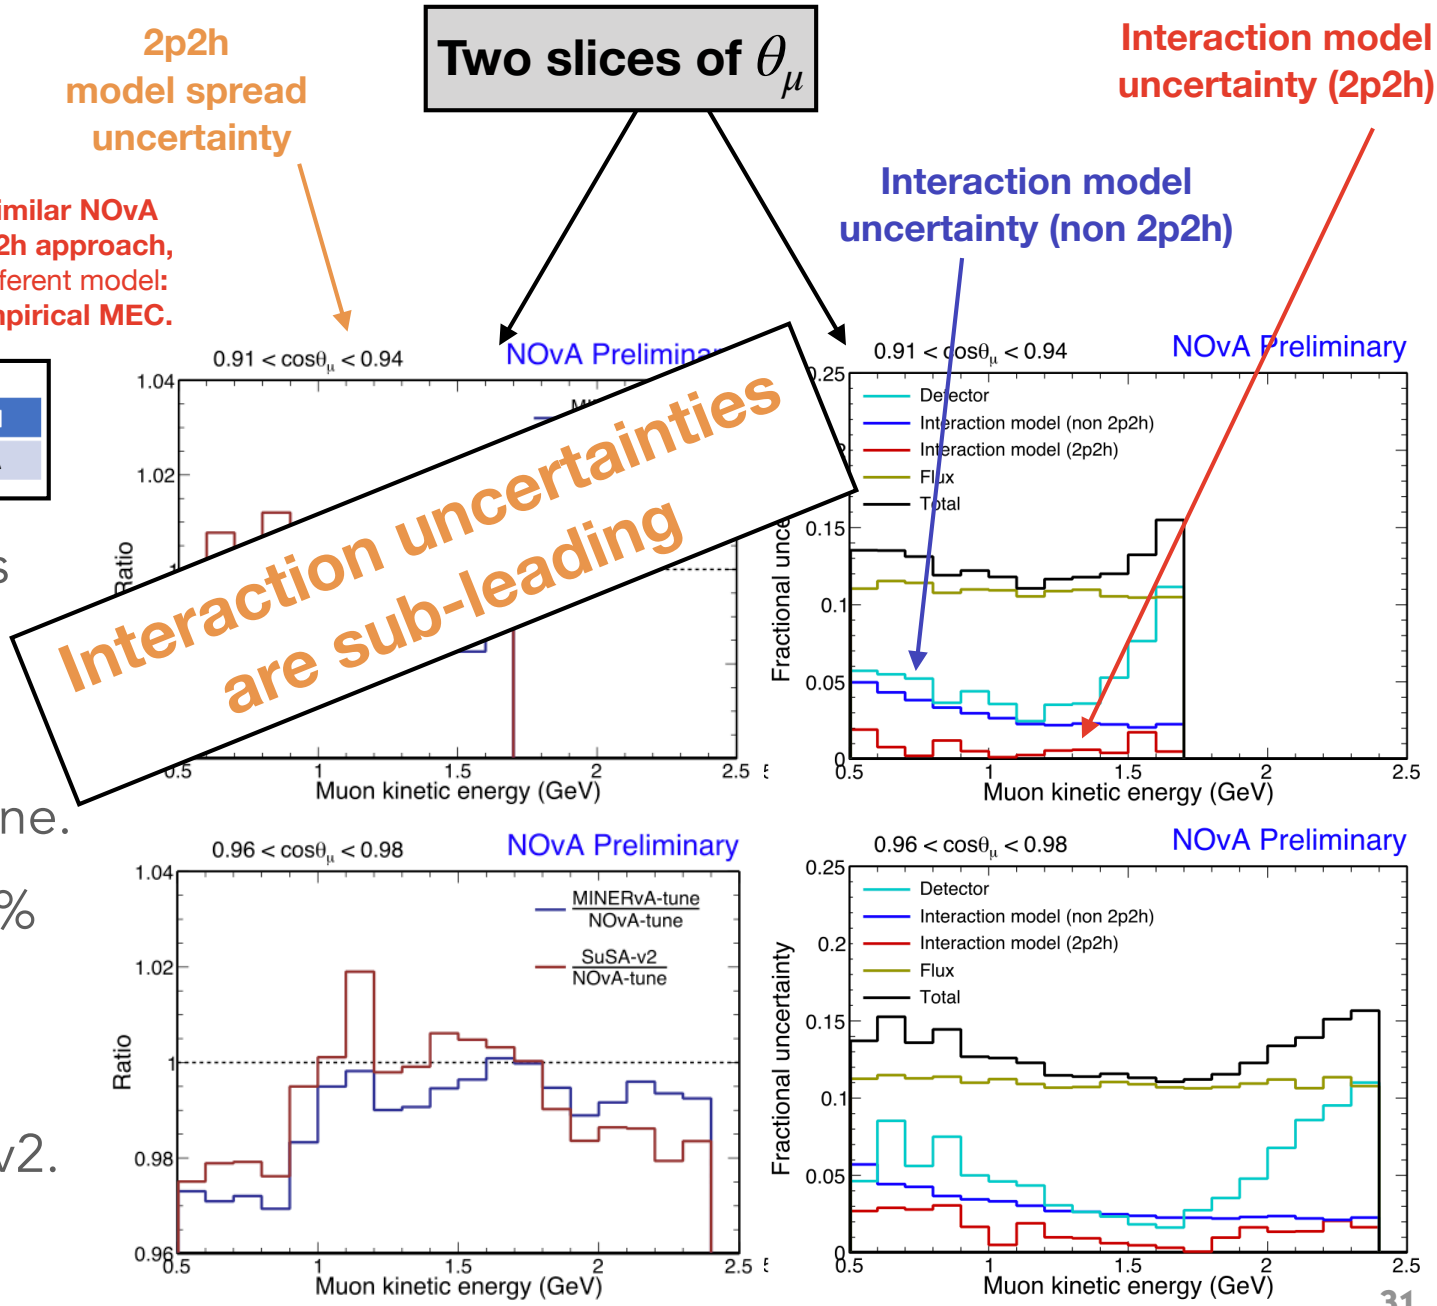 2p2h
model spread
uncertainty
Two slices of θμ
Interaction model
uncertainty (2p2h)
Interaction model
uncertainty (non 2p2h)
imilar NOvA
2h approach,
ferent model:
mpirical MEC.
s
ne.
%
v2.
Interaction uncertainties
are sub-leading
0.91 < cosθμ < 0.94
NOvA Prelimina
1.04
1.02
Ratio
0.5
1
1.5
2
2.5
Muon kinetic energy (GeV)
0.91 < cosθμ < 0.94
NOvA Preliminary
Detector
Interaction model (non 2p2h)
Interaction model (2p2h)
Flux
Total
.25
0.15
0.1
0.05
0
Fractional unce
0.5
1
1.5
2
2.5
Muon kinetic energy (GeV)
0.96 < cosθμ < 0.98
NOvA Preliminary
MINERvA-tune
NOvA-tune
SuSA-v2
NOvA-tune
1.04
1.02
1
0.98
0.96
Ratio
0.5
1
1.5
2
2.5
Muon kinetic energy (GeV)
0.96 < cosθμ < 0.98
NOvA Preliminary
Detector
Interaction model (non 2p2h)
Interaction model (2p2h)
Flux
Total
0.25
0.2
0.15
0.1
0.05
0
Fractional uncertainty
0.5
1
1.5
2
2.5
Muon kinetic energy (GeV)
31